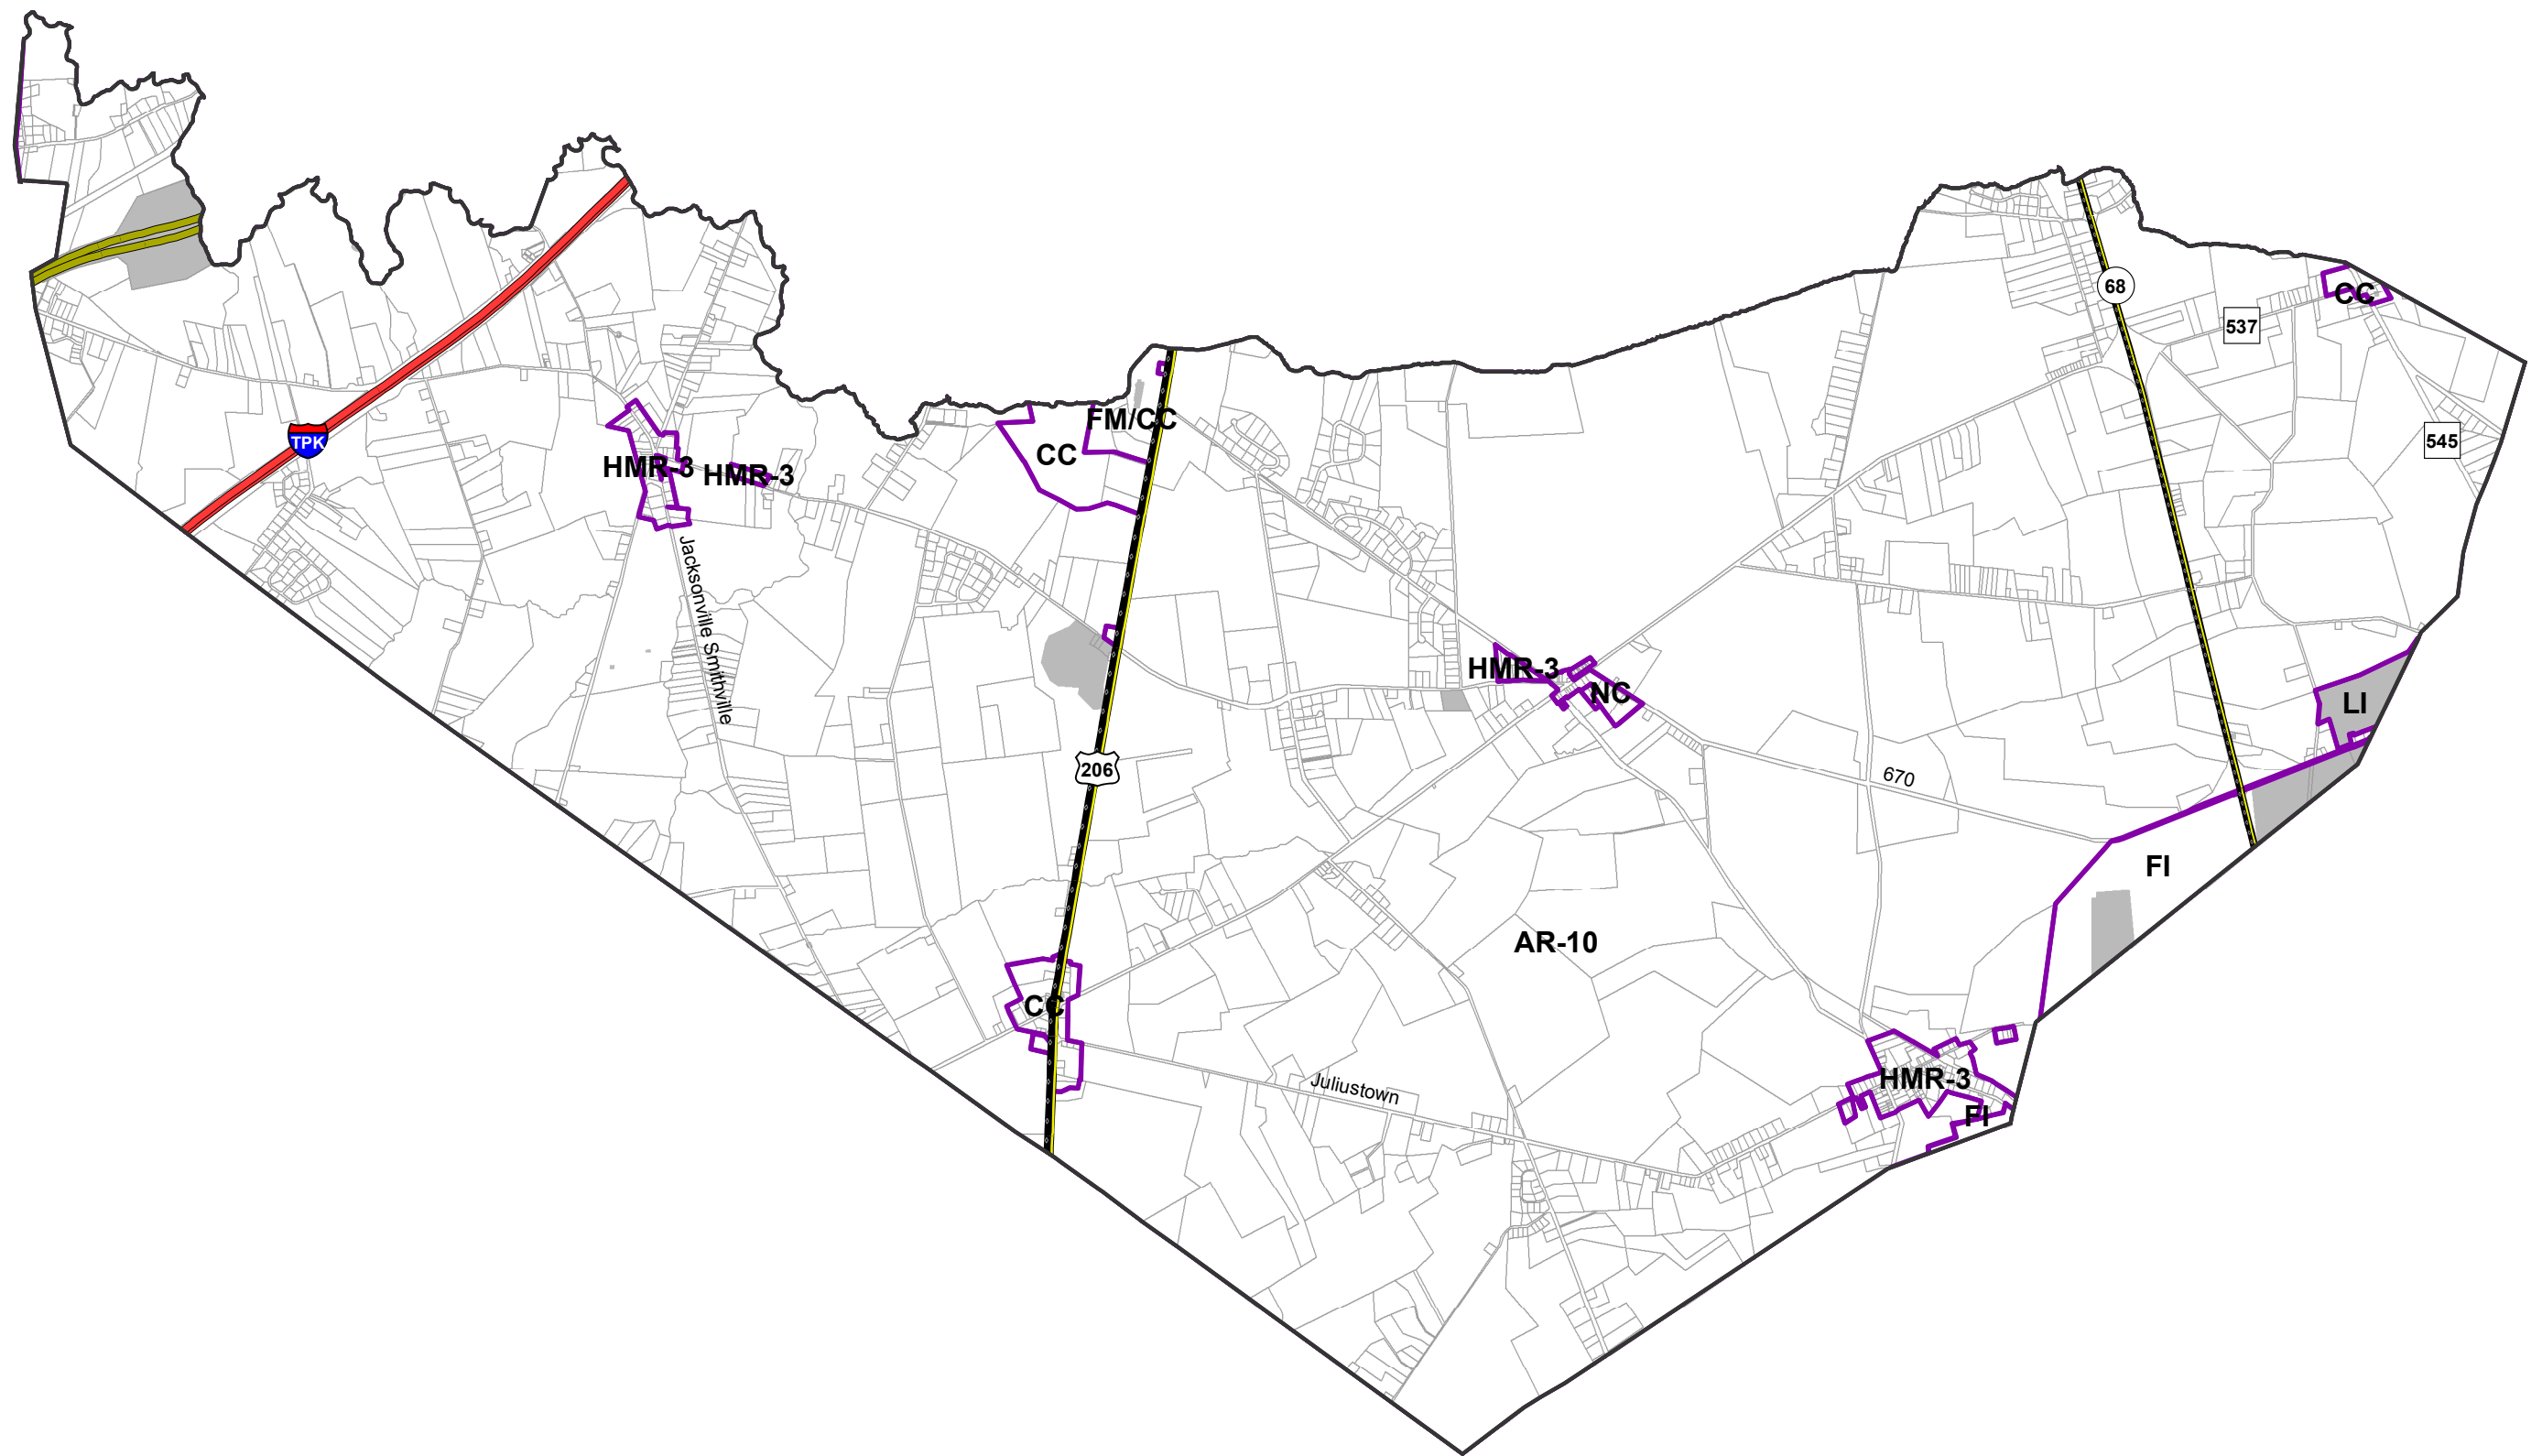 68
CC
537
FM/CC
545
TPK
CC
HMR-3
HMR-3
Jacksonville Smithville
HMR-3
NC
LI
206
670
FI
AR-10
CC
HMR-3
Juliustown
FI